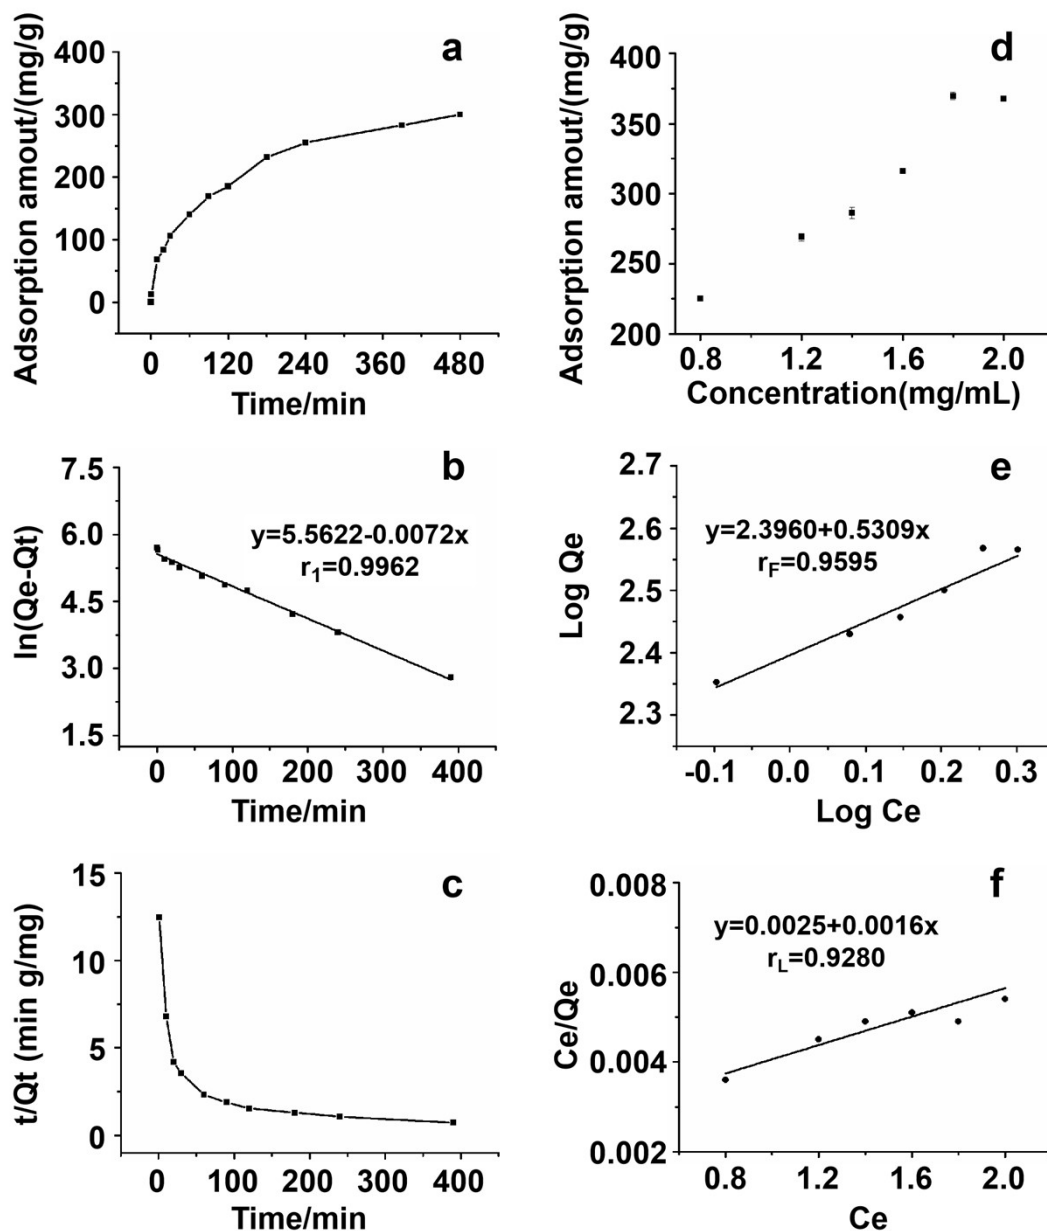 a
Adsorption amout/(mg/g)
400
300
200
100
0
0 120 240 360 480
Time/min
d
Adsorption amout/(mg/g)
400
350
300
250
200
0.8 1.2 1.6 2.0
Concentration(mg/mL)
b
ln(Qe-Qt)
7.5
6.0
4.5
3.0
1.5
y=5.5622-0.0072x
r1=0.9962
0 100 200 300 400
Time/min
e
Log Qe
2.7
2.6
2.5
2.4
2.3
y=2.3960+0.5309x
rF=0.9595
-0.1 0.0 0.1 0.2 0.3
Log Ce
c
t/Qt (min g/mg)
15
10
5
0
0 100 200 300 400
Time/min
f
Ce/Qe
0.008
0.006
0.004
0.002
y=0.0025+0.0016x
rL=0.9280
0.8 1.2 1.6 2.0
Ce